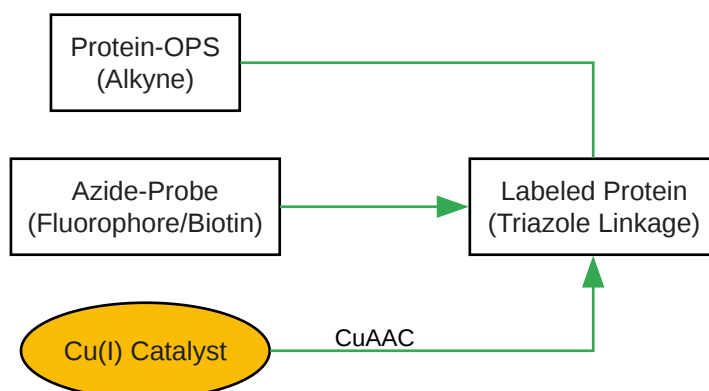 Protein-OPS
(Alkyne)
Azide-Probe
(Fluorophore/Biotin)
Labeled Protein
(Triazole Linkage)
Cu(I) Catalyst
CuAAC